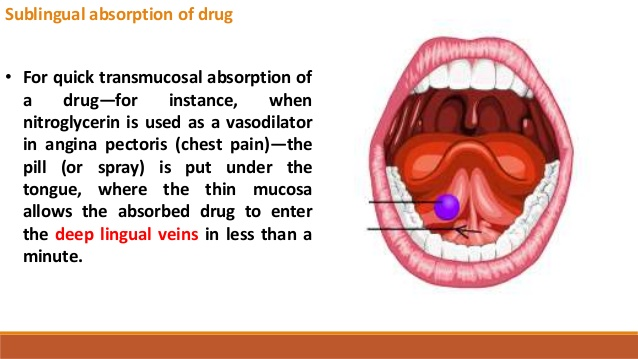 Sublingual absorption of drug
• For quick transmucosal absorption of
a drug—for instance, when
nitroglycerin is used as a vasodilator
in angina pectoris (chest pain)—the
pill (or spray) is put under the
tongue, where the thin mucosa
allows the absorbed drug to enter
the deep lingual veins in less than a
minute.